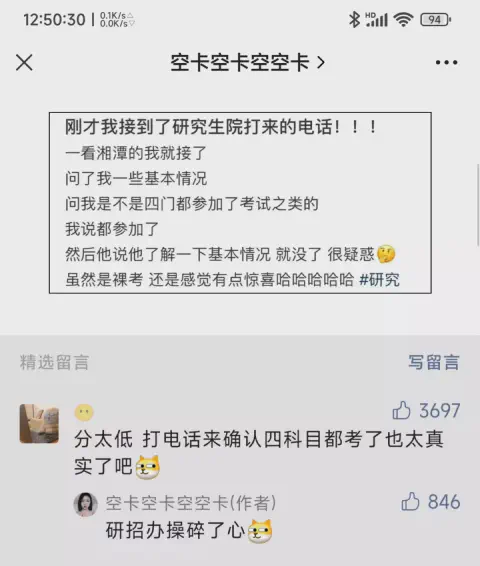 12:50:30 0.1K/s 0.0K/s HD 94
空卡空卡空空卡
刚才我接到了研究生院打来的电话！！！
一看湘潭的我就接了
问了我一些基本情况
问我是不是四门都参加了考试之类的
我说都参加了
然后他说他了解一下基本情况 就没了 很疑惑🤔
虽然是裸考 还是感觉有点惊喜哈哈哈哈哈 #研究
精选留言
写留言
3697
分太低 打电话来确认四科目都考了也太真
实了吧
空卡空卡空空卡(作者)
846
研招办操碎了心